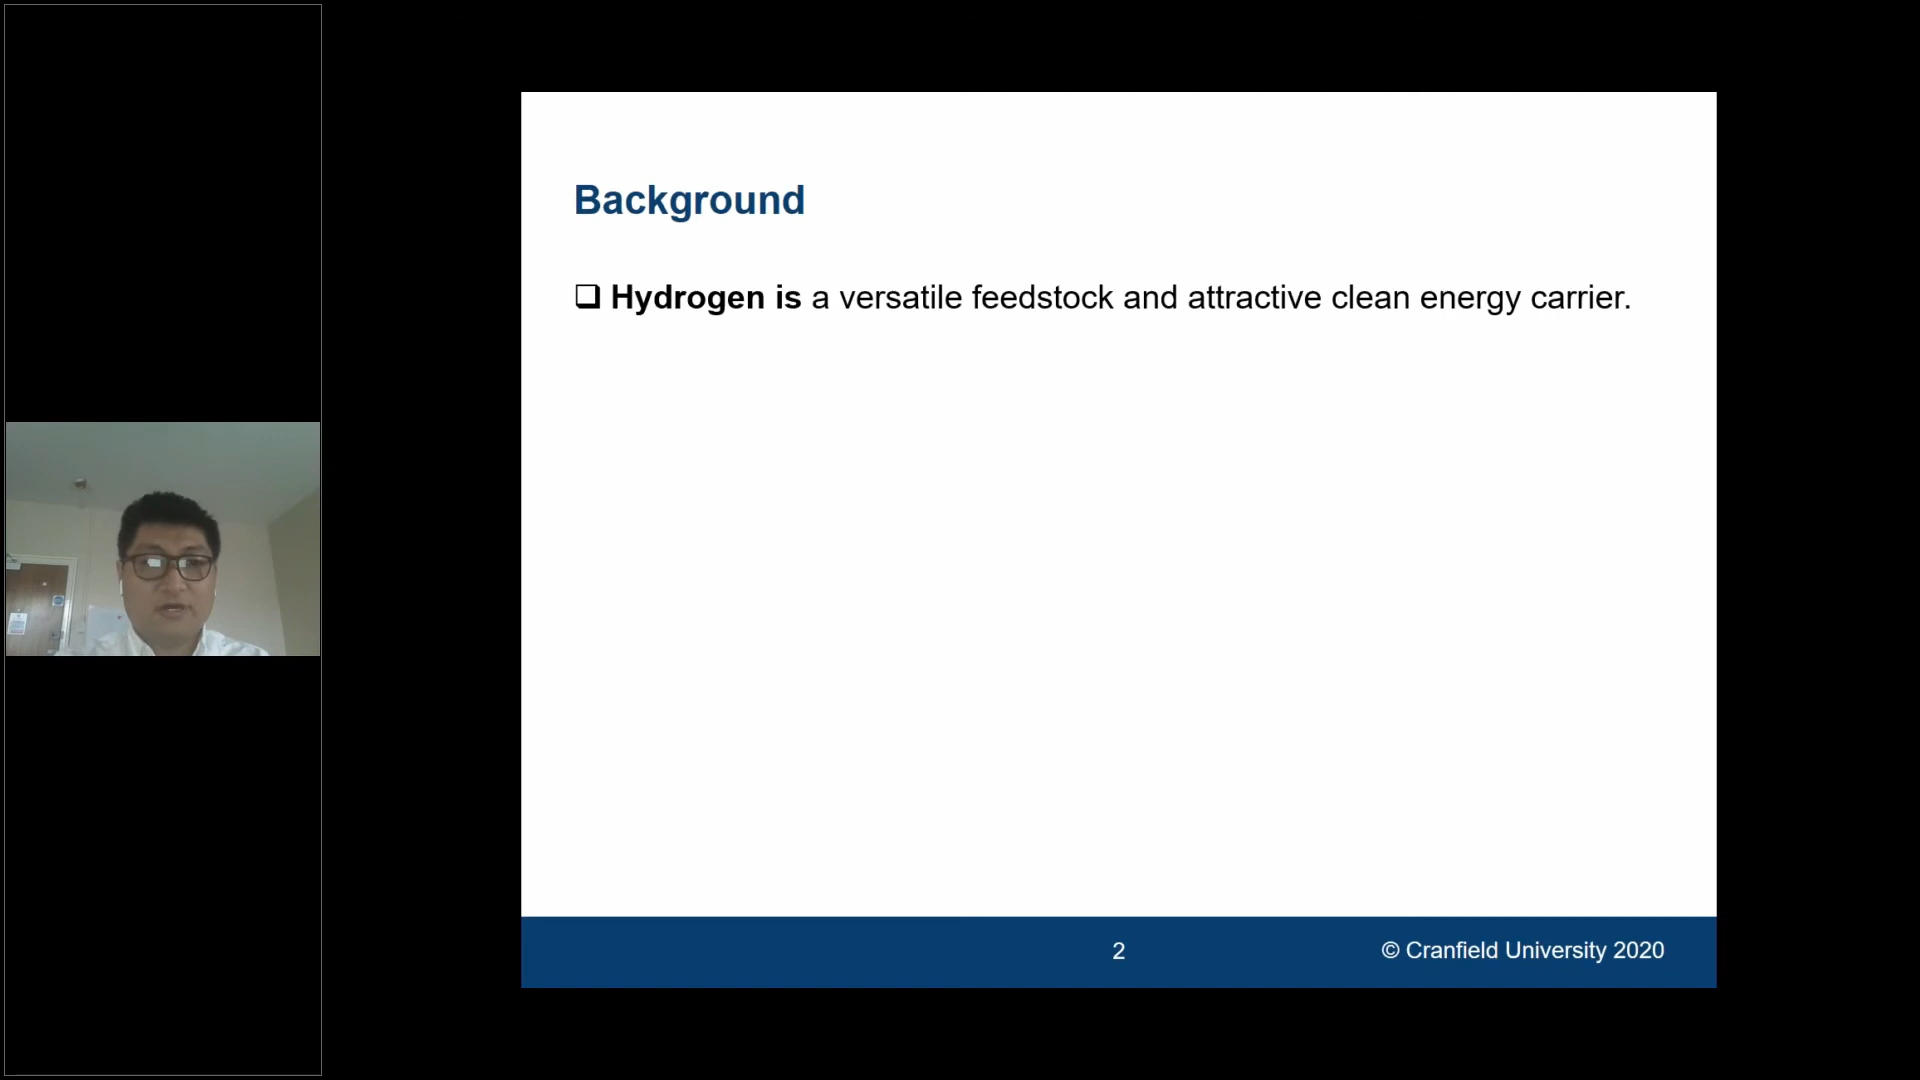 Background
❑ Hydrogen is a versatile feedstock and attractive clean energy carrier.
2
© Cranfield University 2020